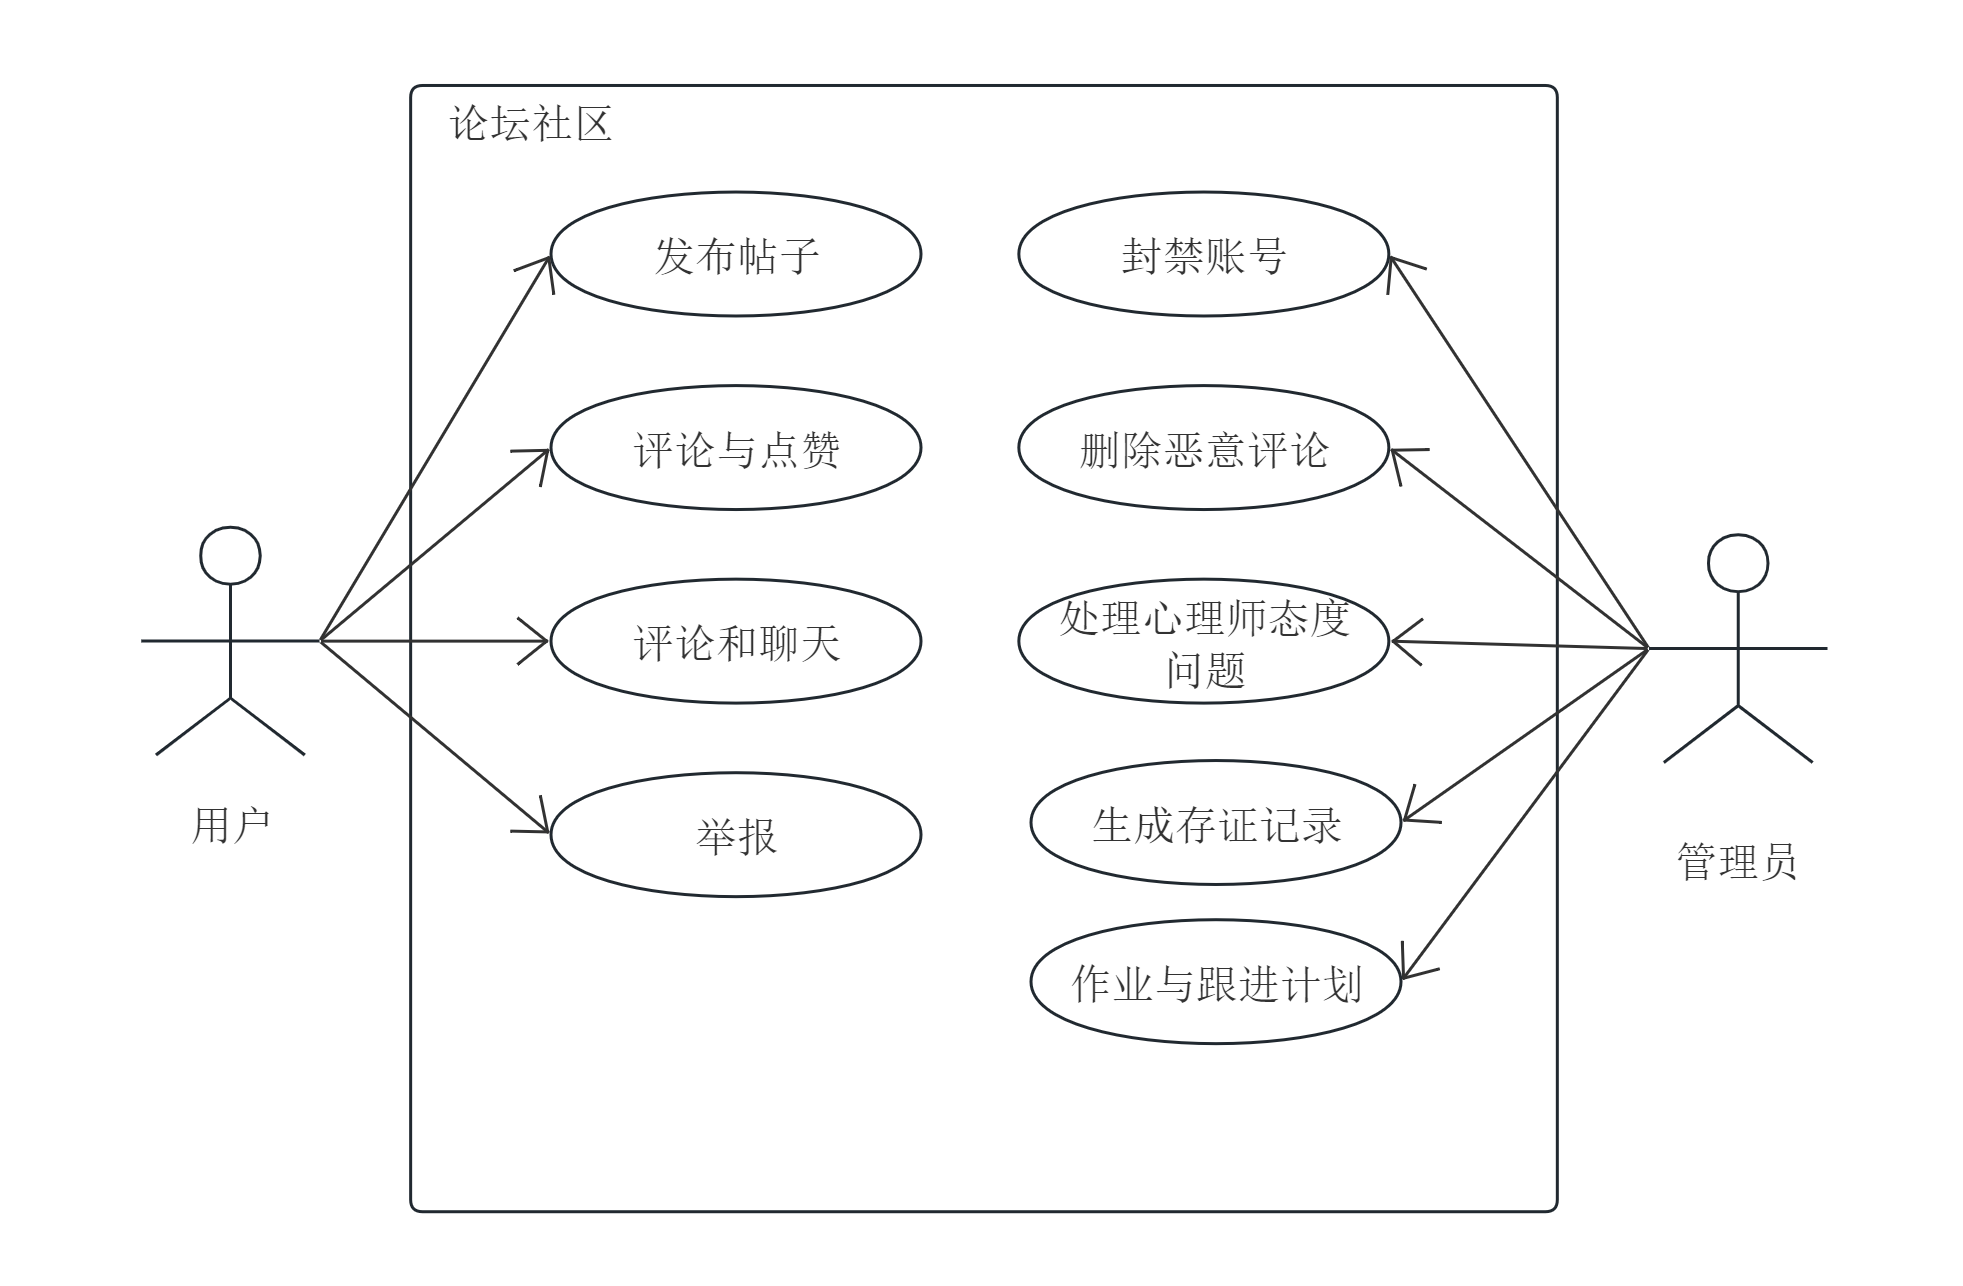 论坛社区
发布帖子
封禁账号
评论与点赞
删除恶意评论
评论和聊天
处理心理师态度
问题
举报
生成存证记录
作业与跟进计划
用户
管理员